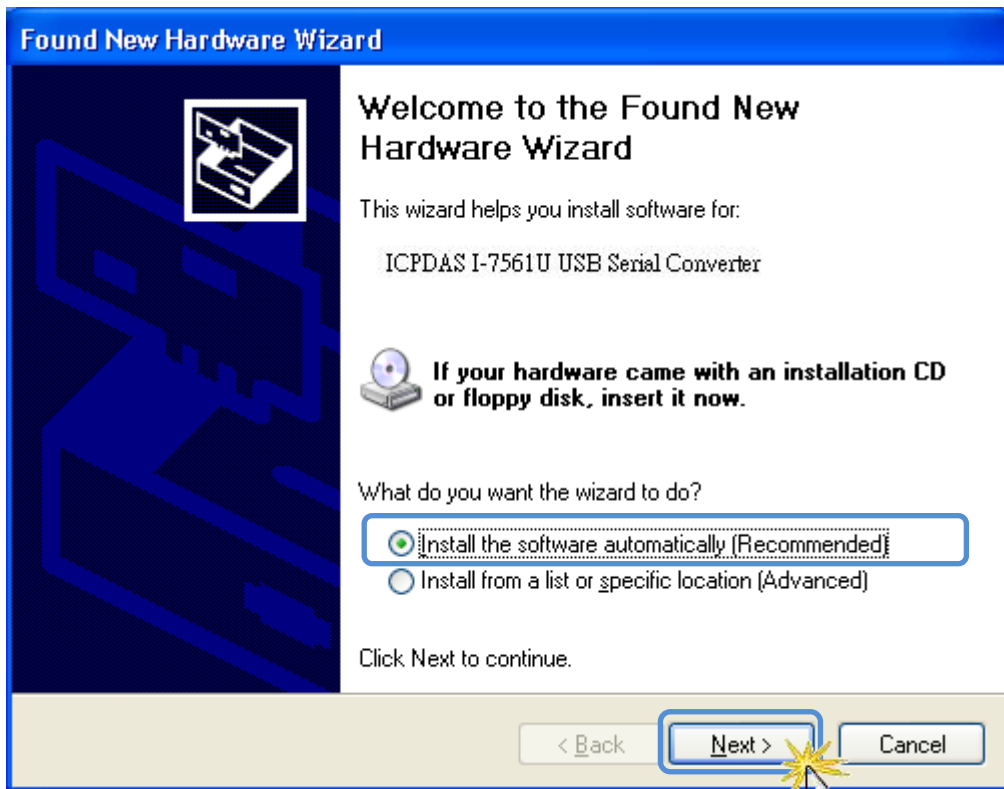 Found New Hardware Wizard
Welcome to the Found New
Hardware Wizard
This wizard helps you install software for:
ICPDAS I-7561U USB Serial Converter
If your hardware came with an installation CD
or floppy disk, insert it now.
What do you want the wizard to do?
Install the software automatically (Recommended)
Install from a list or specific location (Advanced)
Click Next to continue.
< Back Next > Cancel